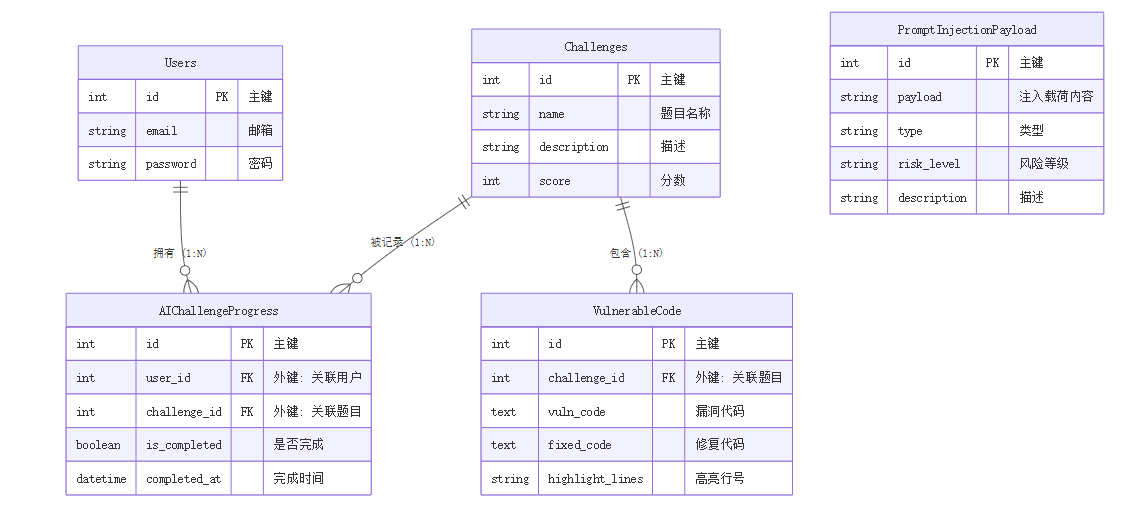 Users
int id PK 主键
string email 邮箱
string password 密码
Challenges
int id PK 主键
string name 题目名称
string description 描述
int score 分数
PromptInjectionPayload
int id PK 主键
string payload 注入载荷内容
string type 类型
string risk_level 风险等级
string description 描述
拥有 (1:N)
被记录 (1:N)
包含 (1:N)
AIChallengeProgress
int id PK 主键
int user_id FK 外键: 关联用户
int challenge_id FK 外键: 关联题目
boolean is_completed 是否完成
datetime completed_at 完成时间
VulnerableCode
int id PK 主键
int challenge_id FK 外键: 关联题目
text vuln_code 漏洞代码
text fixed_code 修复代码
string highlight_lines 高亮行号